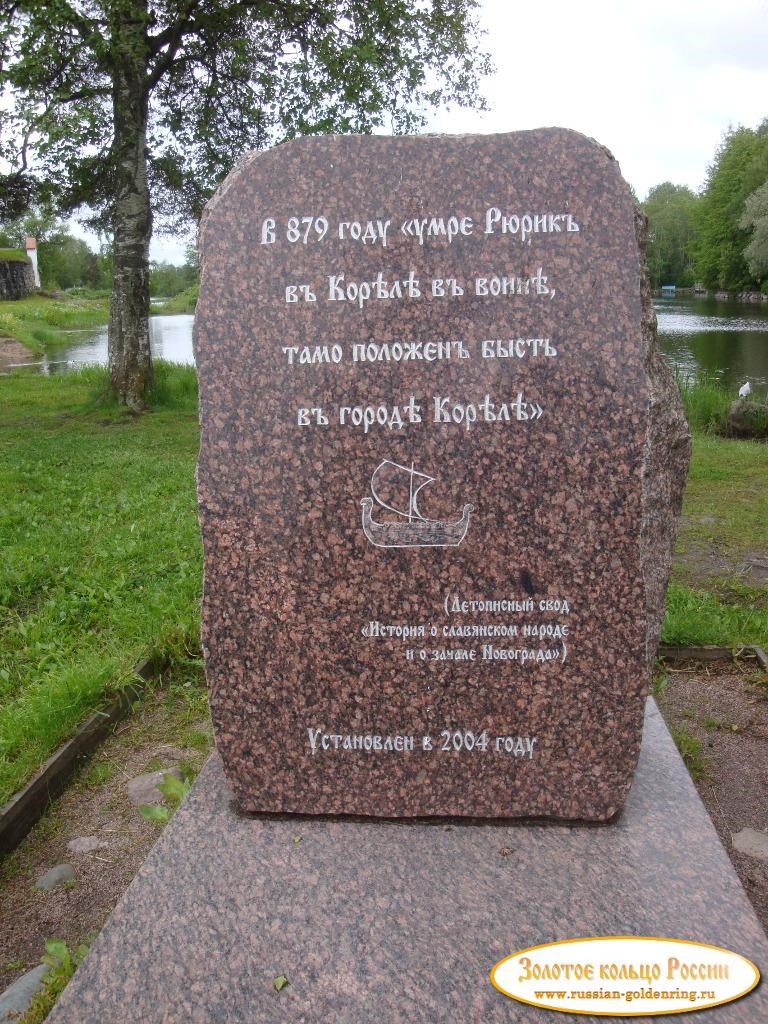 В 879 году «умре Рюрикъ
въ Корѣлѣ въ воинѣ,
тамо положенъ бысть
въ городѣ Корѣлѣ»
(Летописный свод
«История о славянском народе
и о зачале Новограда»)
Установлен в 2004 году
Золотое кольцо России
www.russian-goldenring.ru